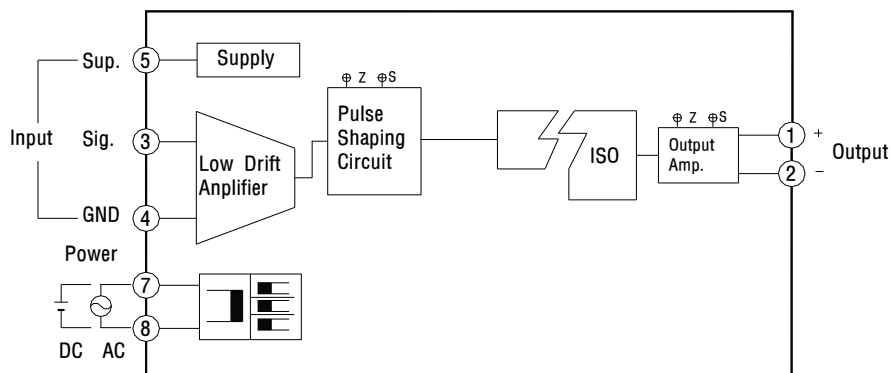 Sup. 5 Supply
Z S
Input Sig. 3 Low Drift
Anplifier
Pulse
Shaping
Circuit
ISO
Z S
Output
Amp.
1 +
2 −
Output
GND 4
Power
7
8
DC AC